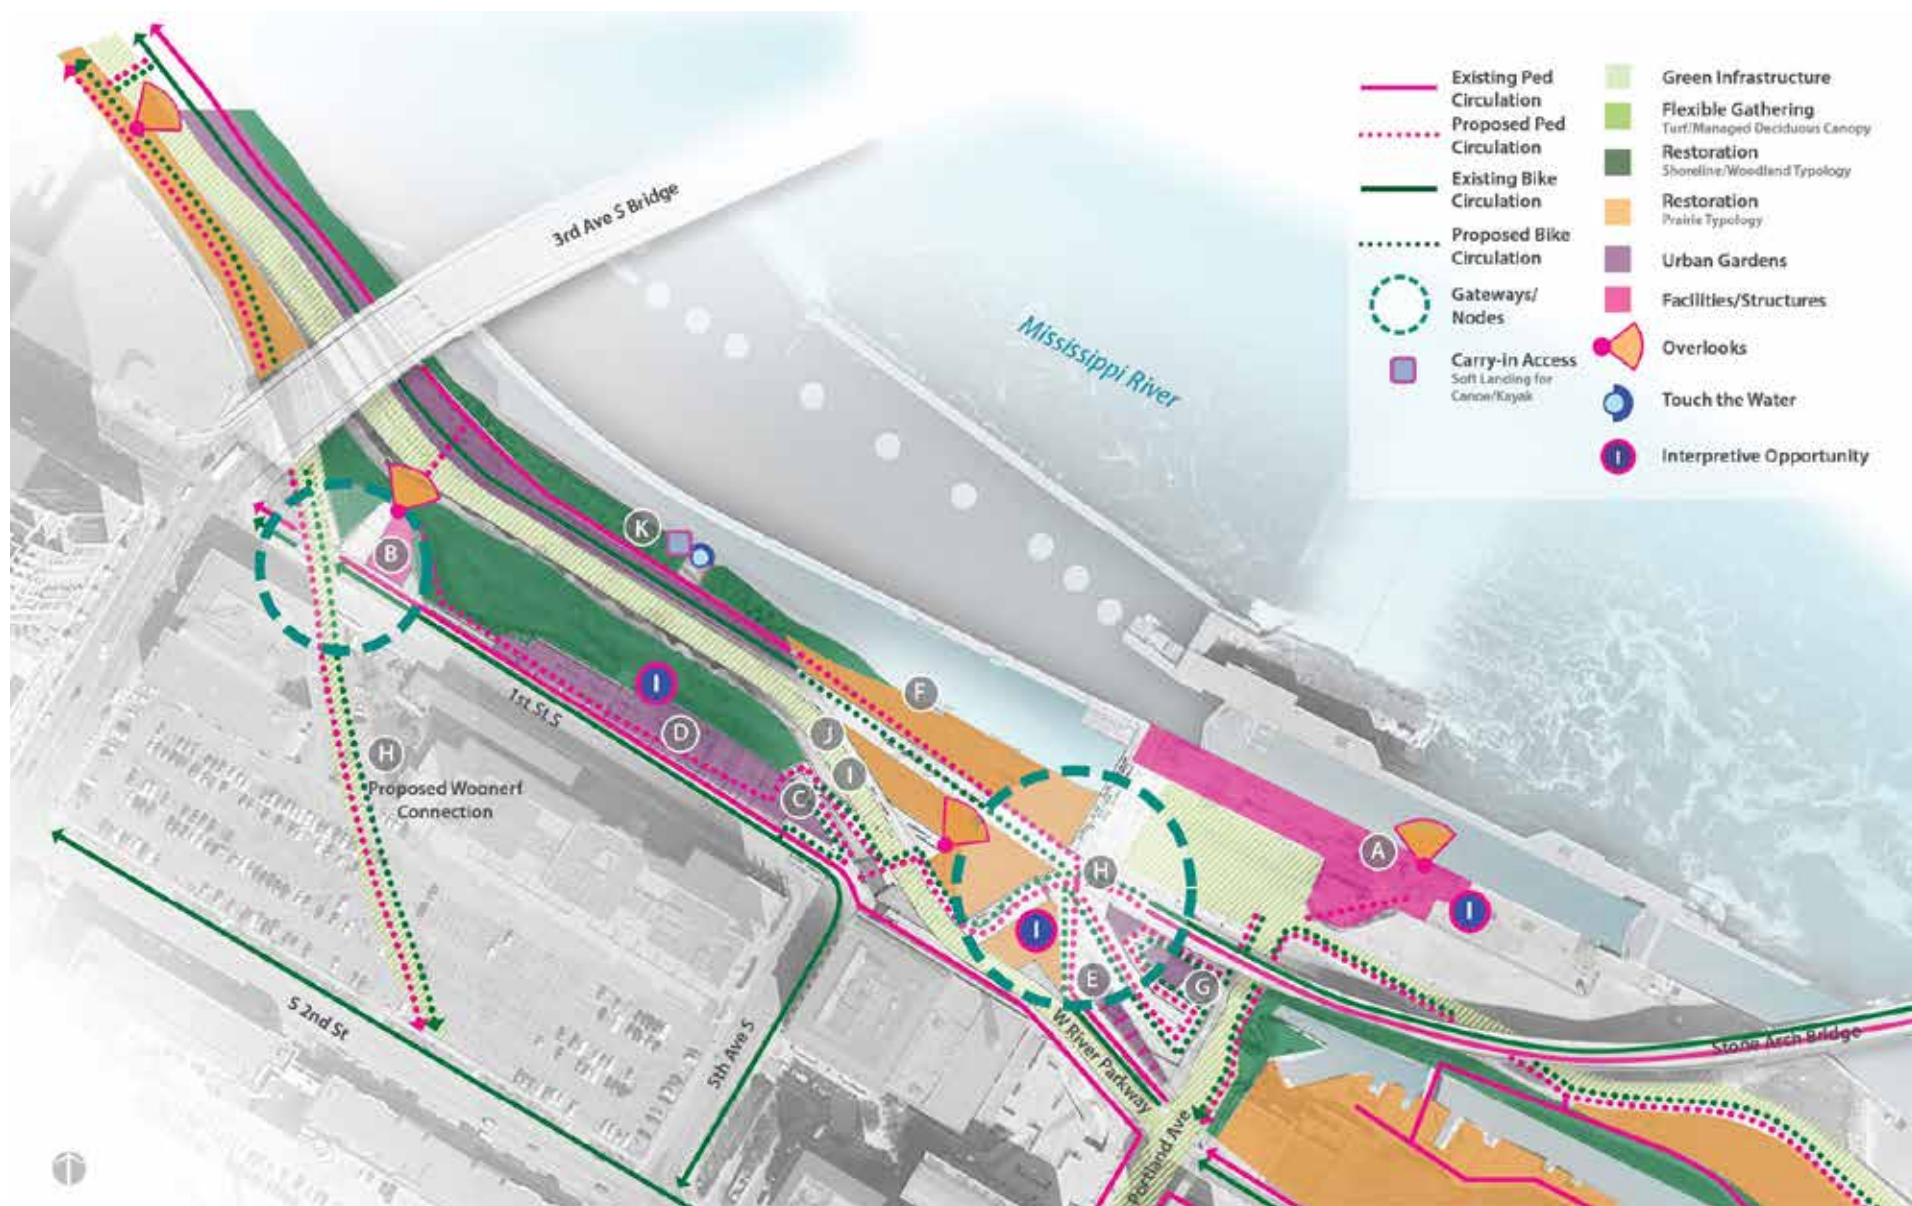 Existing Ped
Circulation
Proposed Ped
Circulation
Existing Bike
Circulation
Proposed Bike
Circulation
Gateways/
Nodes
Carry-in Access
Soft Landing for
Canoe/Kayak
Green Infrastructure
Flexible Gathering
Turf/Managed Deciduous Canopy
Restoration
Shoreline/Woodland Typology
Restoration
Prairie Typology
Urban Gardens
Facilities/Structures
Overlooks
Touch the Water
I
Interpretive Opportunity
3rd Ave S Bridge
Mississippi River
K
B
I
F
1st St S
D
J
H
I
Proposed Woonerf
Connection
C
A
H
I
I
E
G
S 2nd St
5th Ave S
W River Parkway
Stone Arch Bridge
Portland Ave